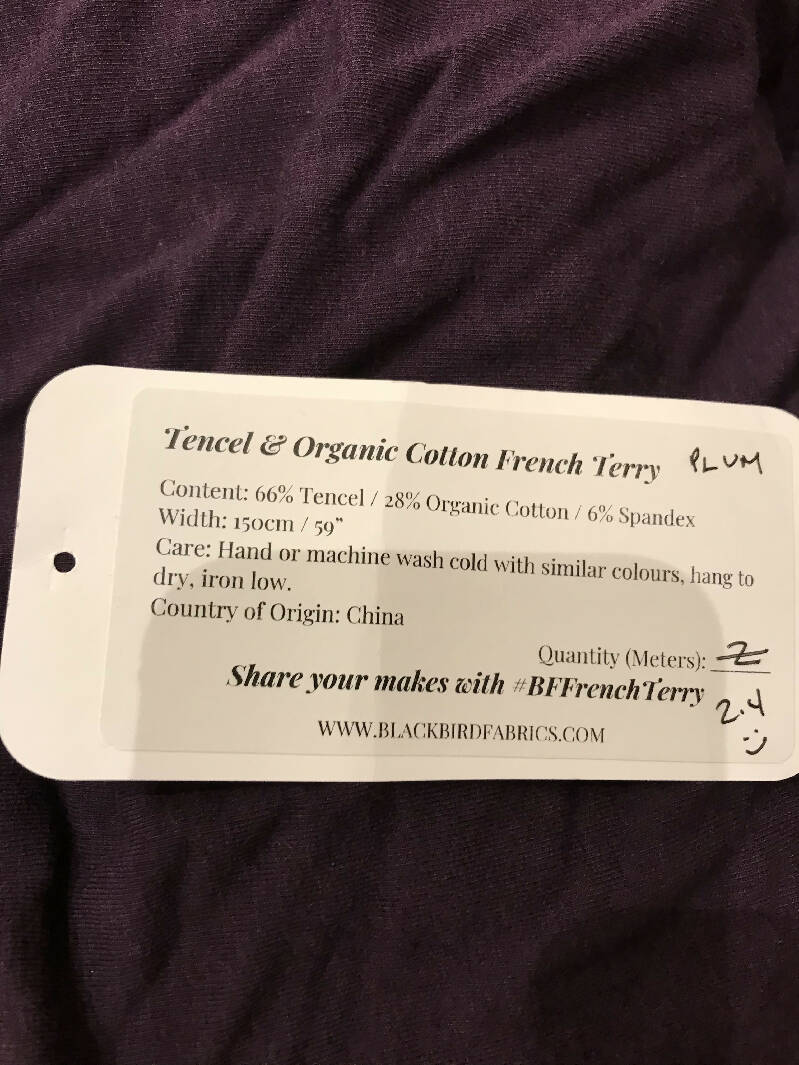 Tencel & Organic Cotton French Terry PLUM
Content: 66% Tencel / 28% Organic Cotton / 6% Spandex
Width: 150cm / 59”
Care: Hand or machine wash cold with similar colours, hang to
dry, iron low.
Country of Origin: China
Quantity (Meters): 2
Share your makes with #BFFrenchTerry
2.4
:)
WWW.BLACKBIRDFABRICS.COM